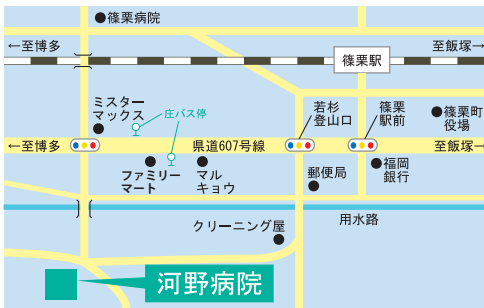 篠栗病院
←至博多
篠栗駅
至飯塚→
ミスター
マックス
庄バス停
若杉
登山口
篠栗
駅前
篠栗町
役場
←至博多
県道607号線
至飯塚→
ファミリー
マート
マル
キョウ
郵便局
福岡
銀行
用水路
クリーニング屋
河野病院